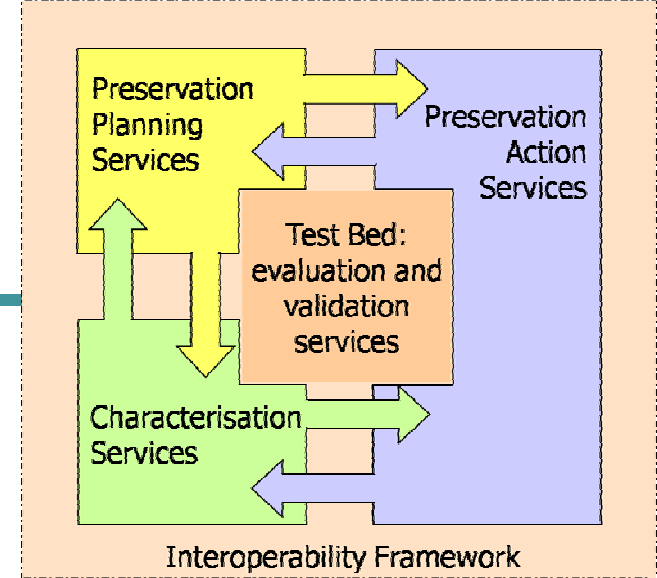 Preservation
Planning
Services
Preservation
Action
Services
Test Bed:
evaluation and
validation
services
Characterisation
Services
Interoperability Framework